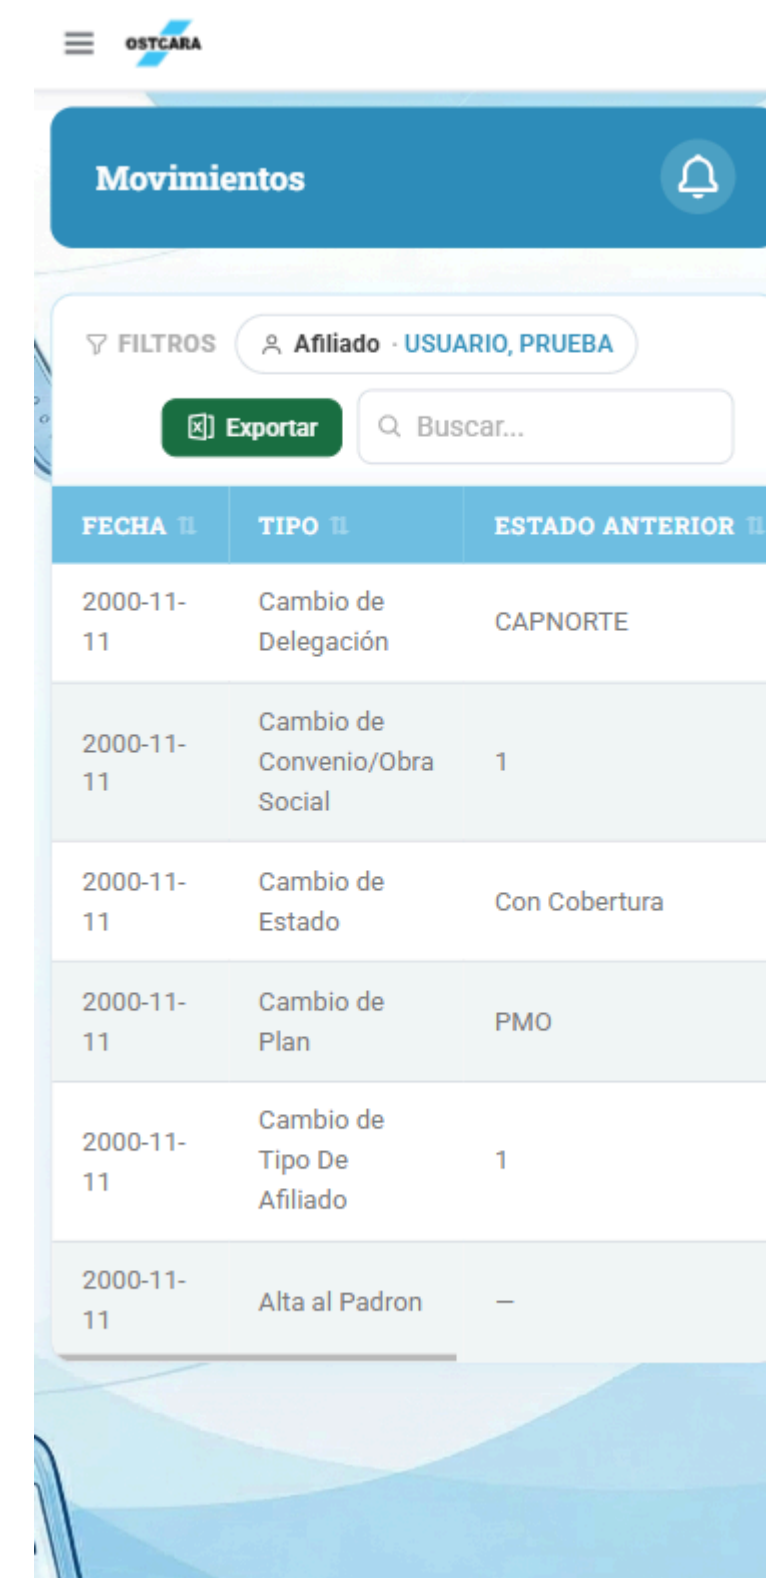 OSTCARA
Movimientos
FILTROS Afiliado · USUARIO, PRUEBA
Exportar Buscar...
FECHA TIPO ESTADO ANTERIOR
2000-11-
11
Cambio de
Delegación
CAPNORTE
2000-11-
11
Cambio de
Convenio/Obra
Social
1
2000-11-
11
Cambio de
Estado
Con Cobertura
2000-11-
11
Cambio de
Plan
PMO
2000-11-
11
Cambio de
Tipo De
Afiliado
1
2000-11-
11
Alta al Padron
—